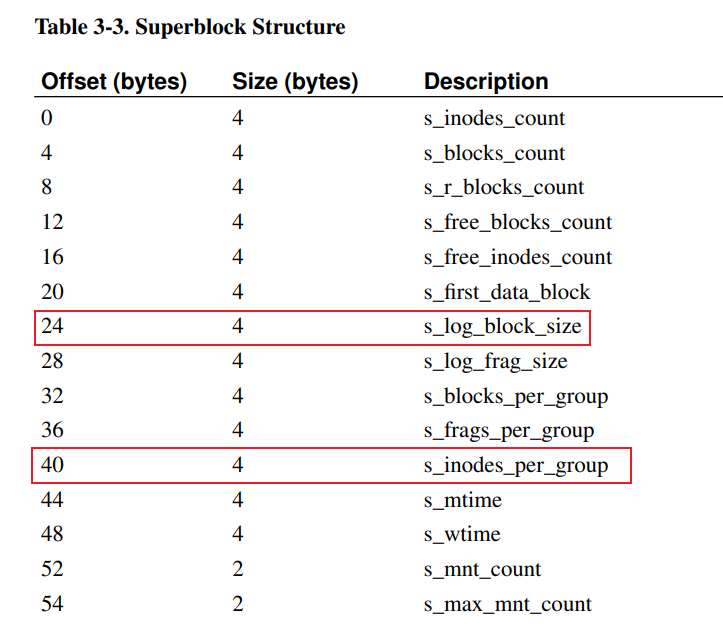 Table 3-3. Superblock Structure
Offset (bytes) Size (bytes) Description
0 4 s_inodes_count
4 4 s_blocks_count
8 4 s_r_blocks_count
12 4 s_free_blocks_count
16 4 s_free_inodes_count
20 4 s_first_data_block
24 4 s_log_block_size
28 4 s_log_frag_size
32 4 s_blocks_per_group
36 4 s_frags_per_group
40 4 s_inodes_per_group
44 4 s_mtime
48 4 s_wtime
52 2 s_mnt_count
54 2 s_max_mnt_count